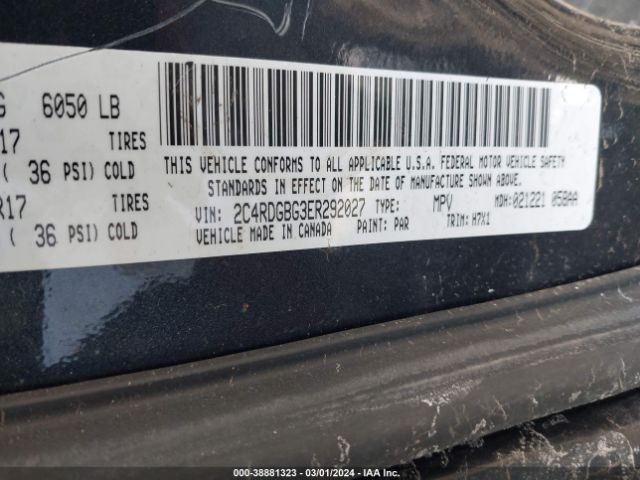 G 6050 LB
17 TIRES
( 36 PSI) COLD
R17 TIRES
( 36 PSI) COLD
THIS VEHICLE CONFORMS TO ALL APPLICABLE U.S.A. FEDERAL MOTOR VEHICLE SAFETY
STANDARDS IN EFFECT ON THE DATE OF MANUFACTURE SHOWN ABOVE.
VIN: 2C4RDGBG3ER292027 TYPE: MPV MDH:021221 058AA
VEHICLE MADE IN CANADA PAINT: PAR TRIM: H7X1
000-38881323 — 03/01/2024 — IAA Inc.